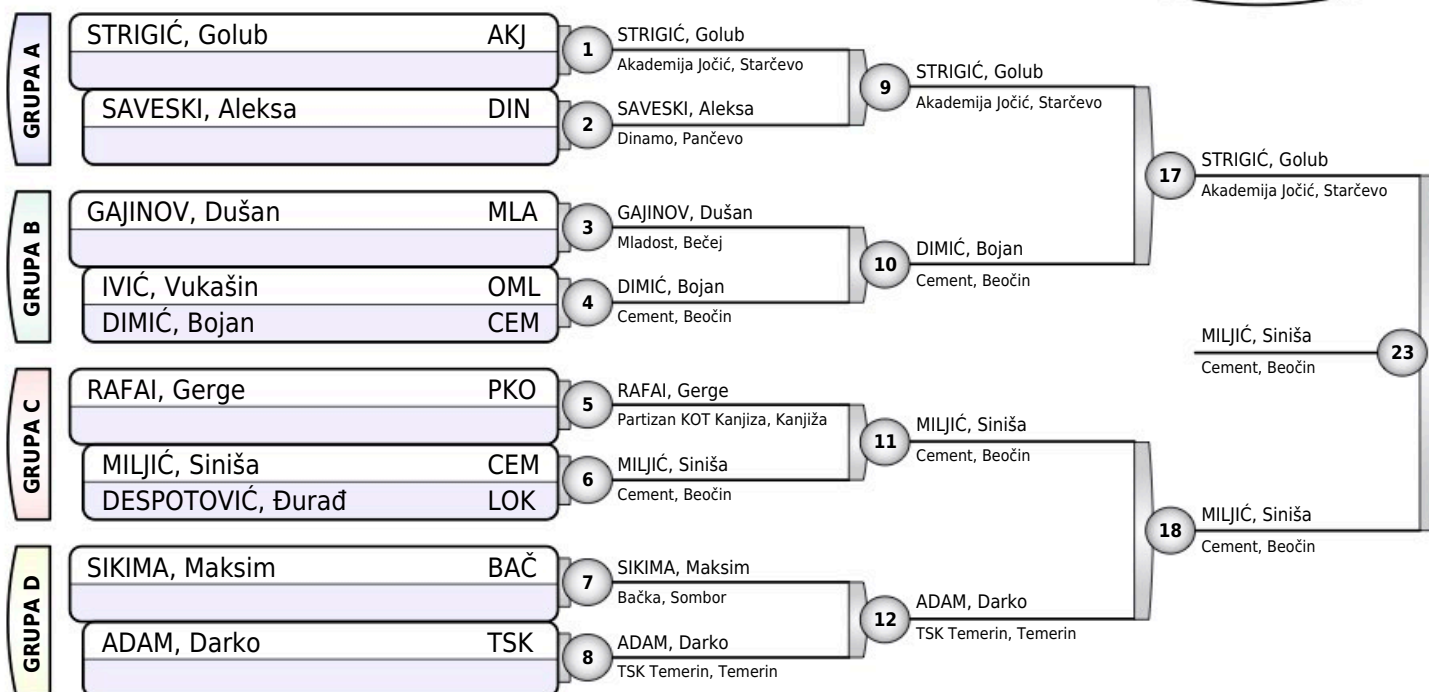 GRUPA A
STRIGIĆ, Golub AKJ
SAVESKI, Aleksa DIN
1
STRIGIĆ, Golub
Akademija Jočić, Starčevo
2
SAVESKI, Aleksa
Dinamo, Pančevo
9
STRIGIĆ, Golub
Akademija Jočić, Starčevo
GRUPA B
GAJINOV, Dušan MLA
IVIĆ, Vukašin OML
DIMIĆ, Bojan CEM
3
GAJINOV, Dušan
Mladost, Bečej
4
DIMIĆ, Bojan
Cement, Beočin
10
DIMIĆ, Bojan
Cement, Beočin
17
STRIGIĆ, Golub
Akademija Jočić, Starčevo
GRUPA C
RAFAI, Gerge PKO
MILJIĆ, Siniša CEM
DESPOTOVIĆ, Đurađ LOK
5
RAFAI, Gerge
Partizan KOT Kanjiza, Kanjiža
6
MILJIĆ, Siniša
Cement, Beočin
11
MILJIĆ, Siniša
Cement, Beočin
GRUPA D
SIKIMA, Maksim BAČ
ADAM, Darko TSK
7
SIKIMA, Maksim
Bačka, Sombor
8
ADAM, Darko
TSK Temerin, Temerin
12
ADAM, Darko
TSK Temerin, Temerin
18
MILJIĆ, Siniša
Cement, Beočin
MILJIĆ, Siniša
Cement, Beočin
23